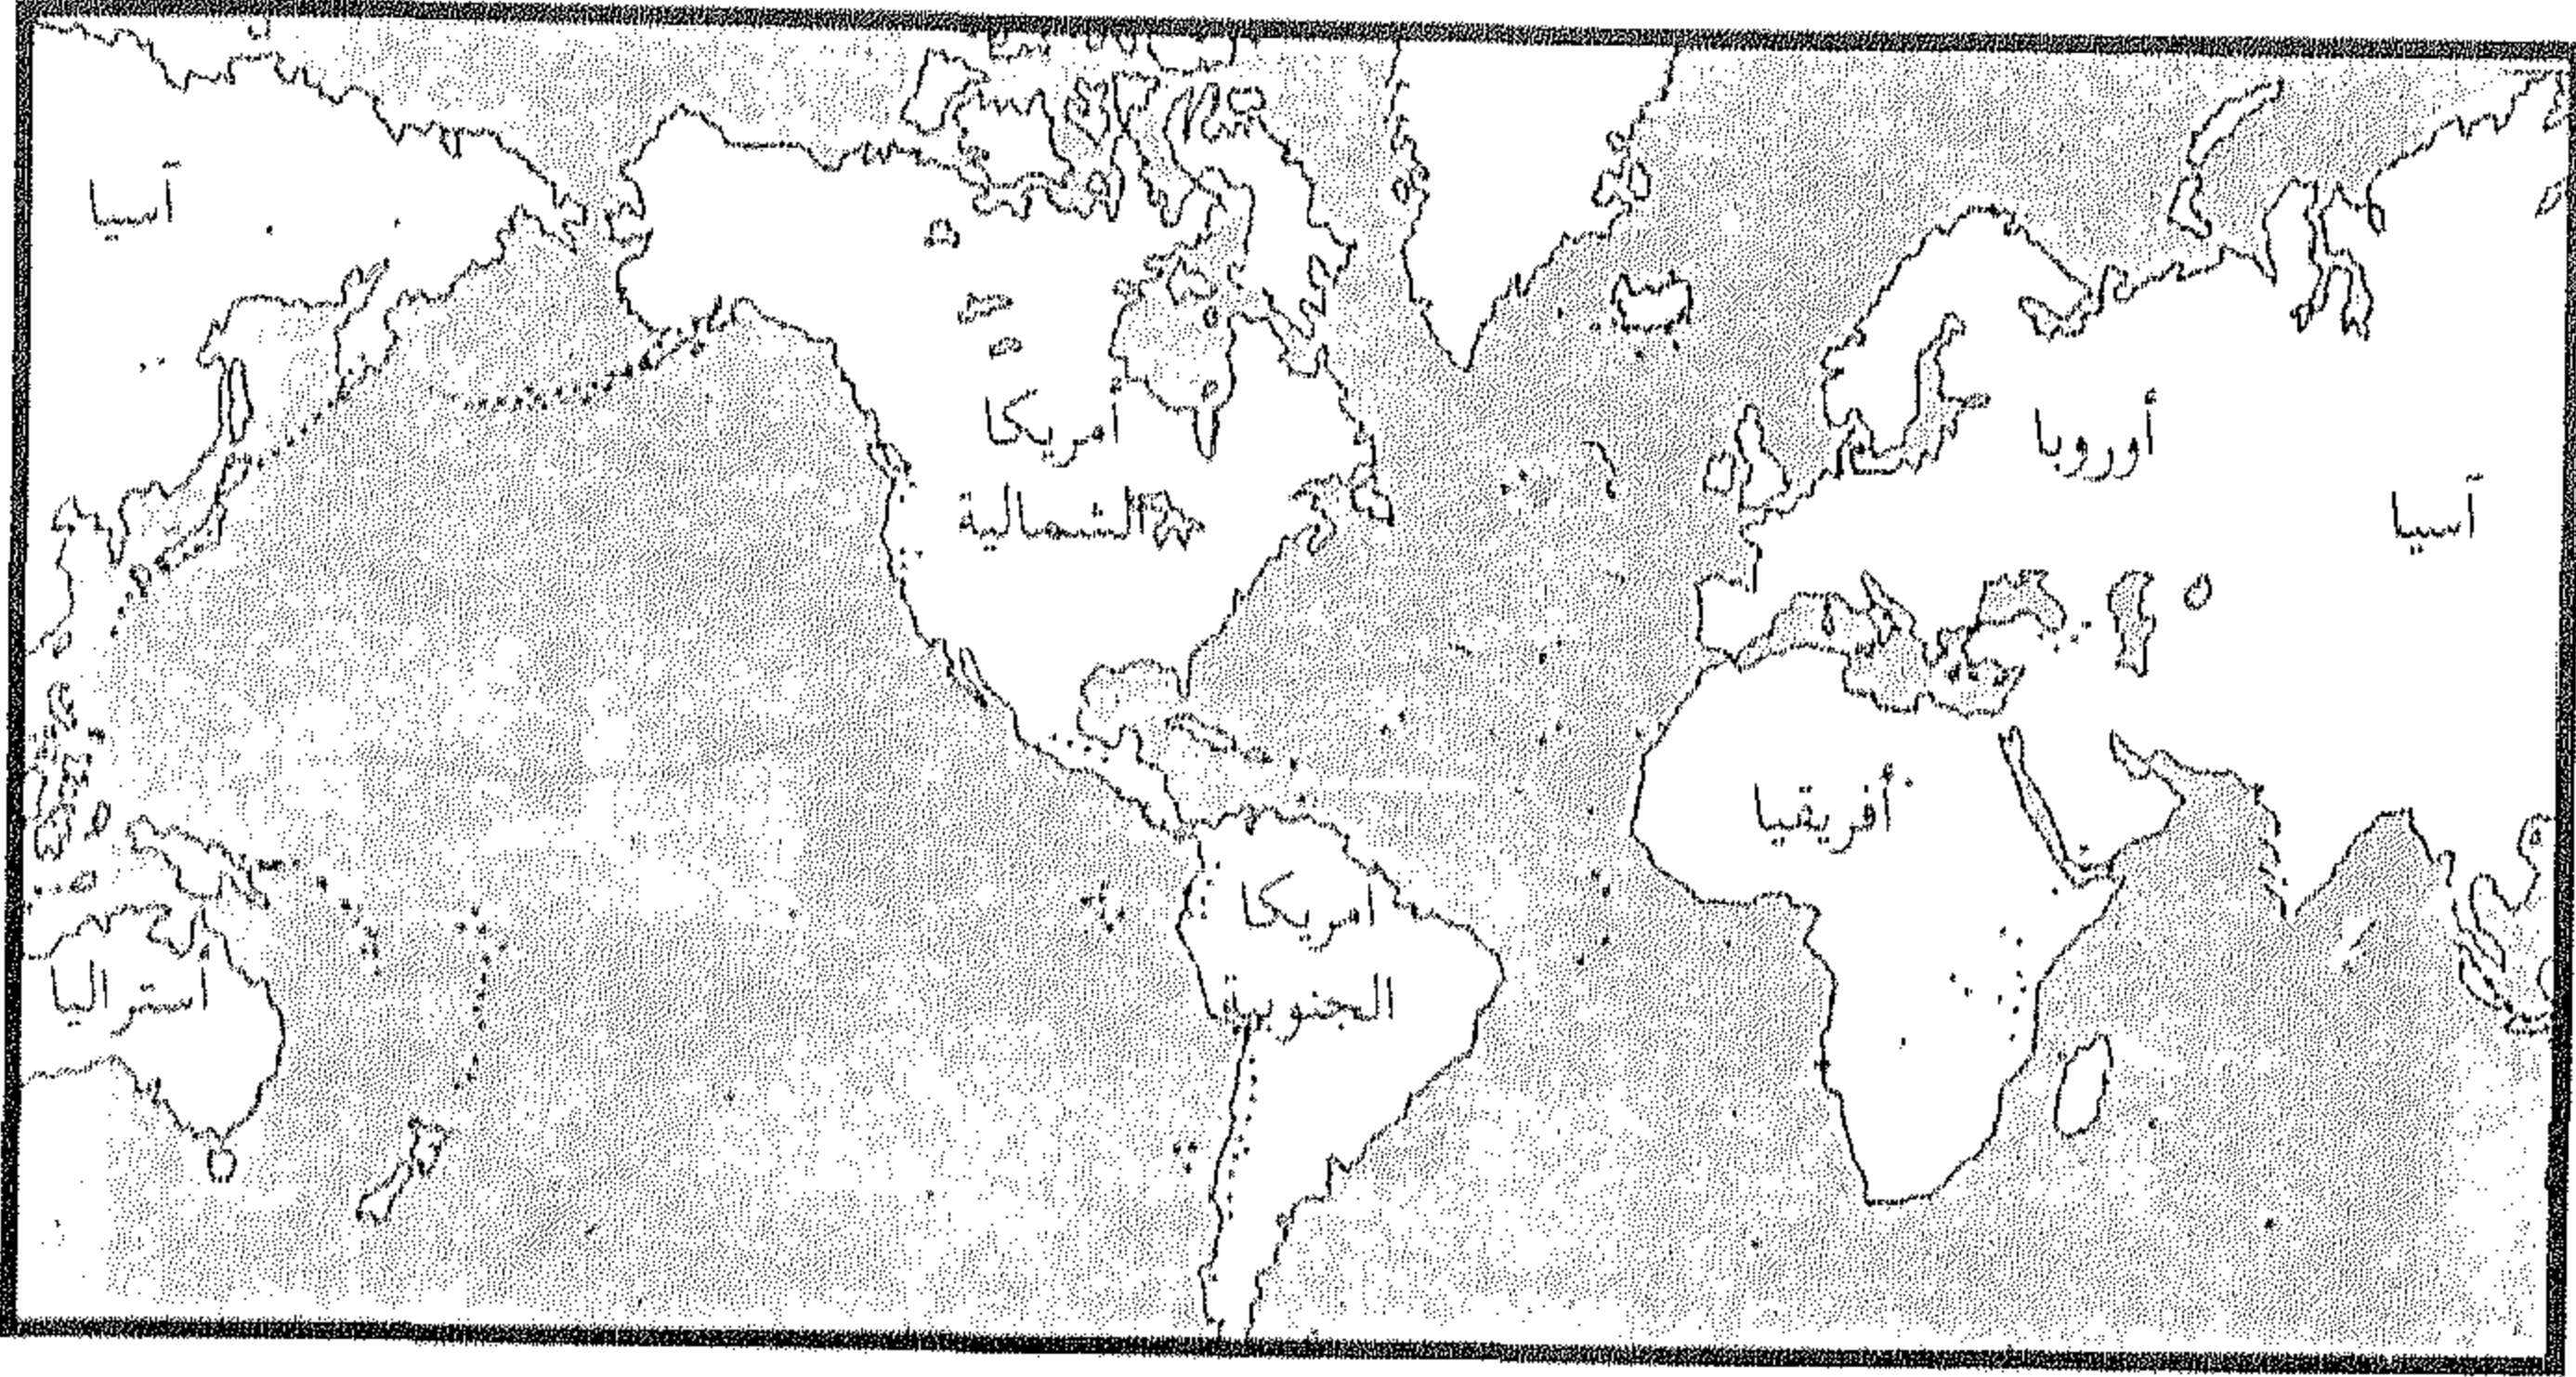 آسيا
أمريكا
الشمالية
أوروبا
آسيا
أفريقيا
أمريكا
الجنوبية
أستراليا